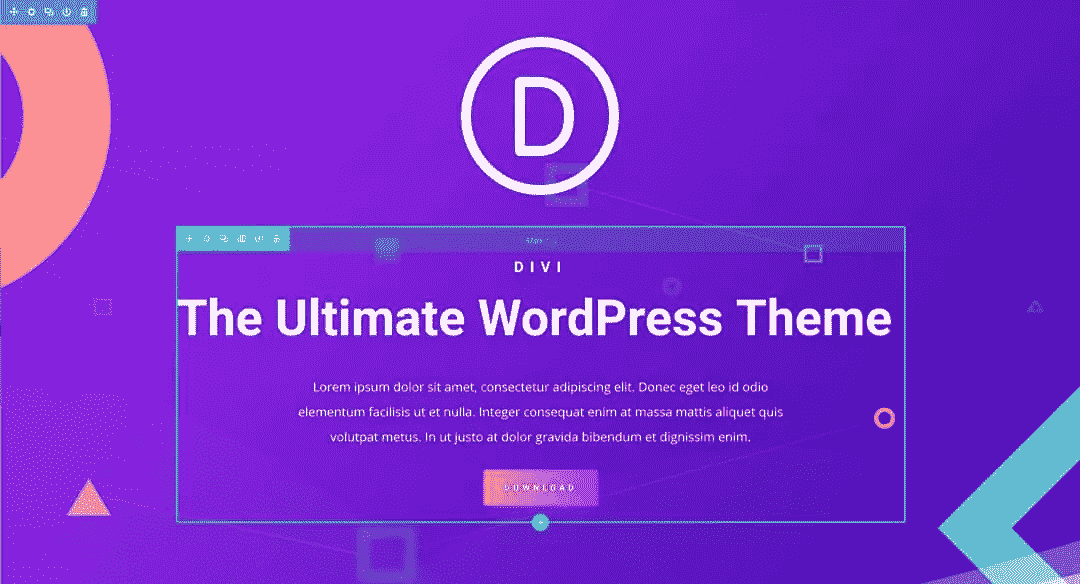 D
DIVI
The Ultimate WordPress Theme
Lorem ipsum dolor sit amet, consectetur adipiscing elit. Donec eget leo id odio
elementum facilisis ut et nulla. Integer consequat enim at massa mattis aliquet quis
volutpat metus. In ut justo at dolor gravida bibendum et dignissim enim.
DOWNLOAD